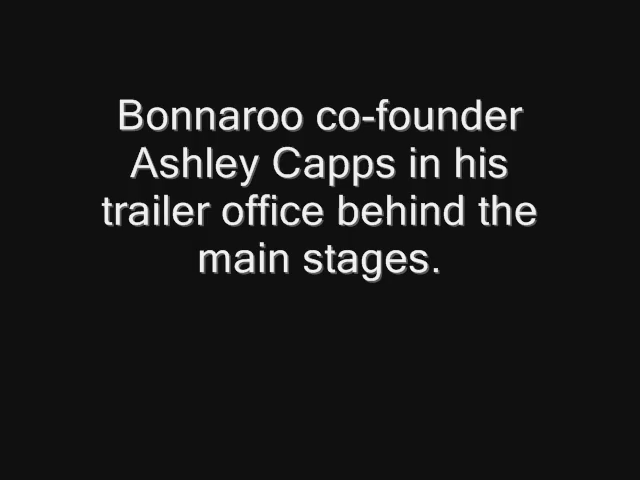 Bonnaroo co-founder
Ashley Capps in his
trailer office behind the
main stages.